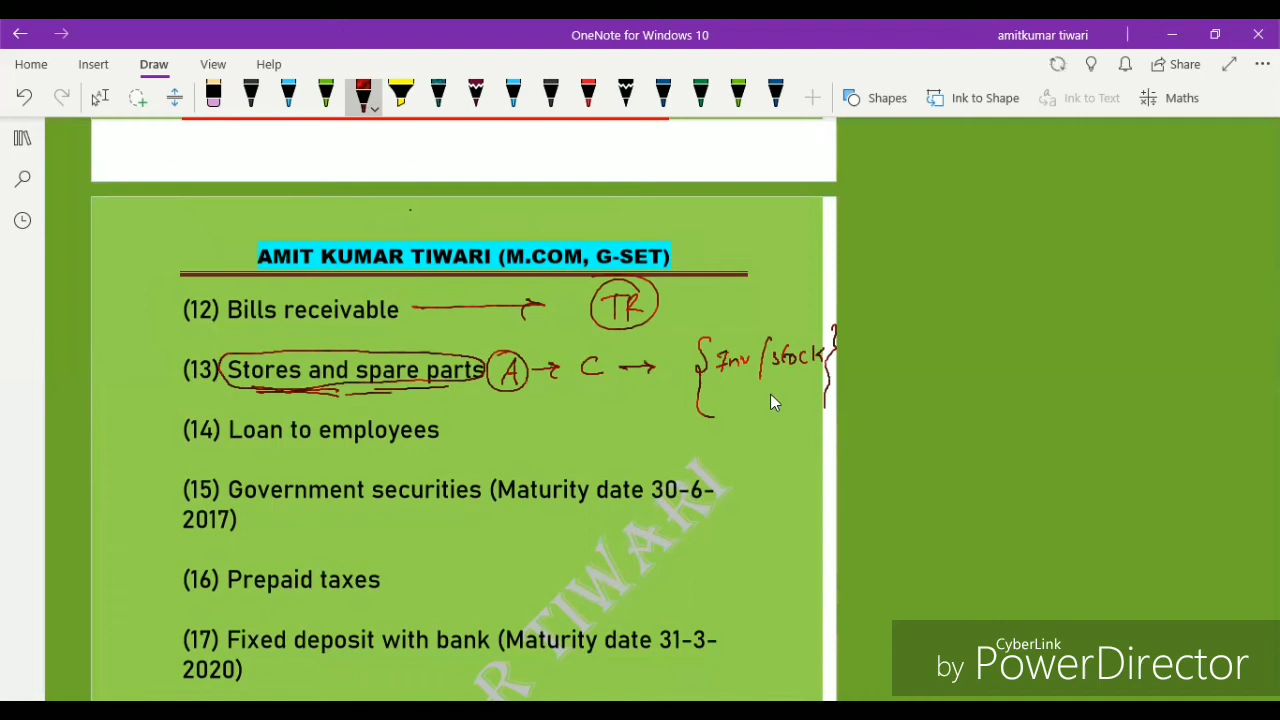 OneNote for Windows 10
amitkumar tiwari
Home Insert Draw View Help
Share
Shapes Ink to Shape Ink to Text Maths
AMIT KUMAR TIWARI (M.COM, G-SET)
(12) Bills receivable TR
(13) Stores and spare parts A C Inv/stock
(14) Loan to employees
(15) Government securities (Maturity date 30-6-
2017)
(16) Prepaid taxes
(17) Fixed deposit with bank (Maturity date 31-3-
2020)
R TIWARI
CyberLink
by PowerDirector